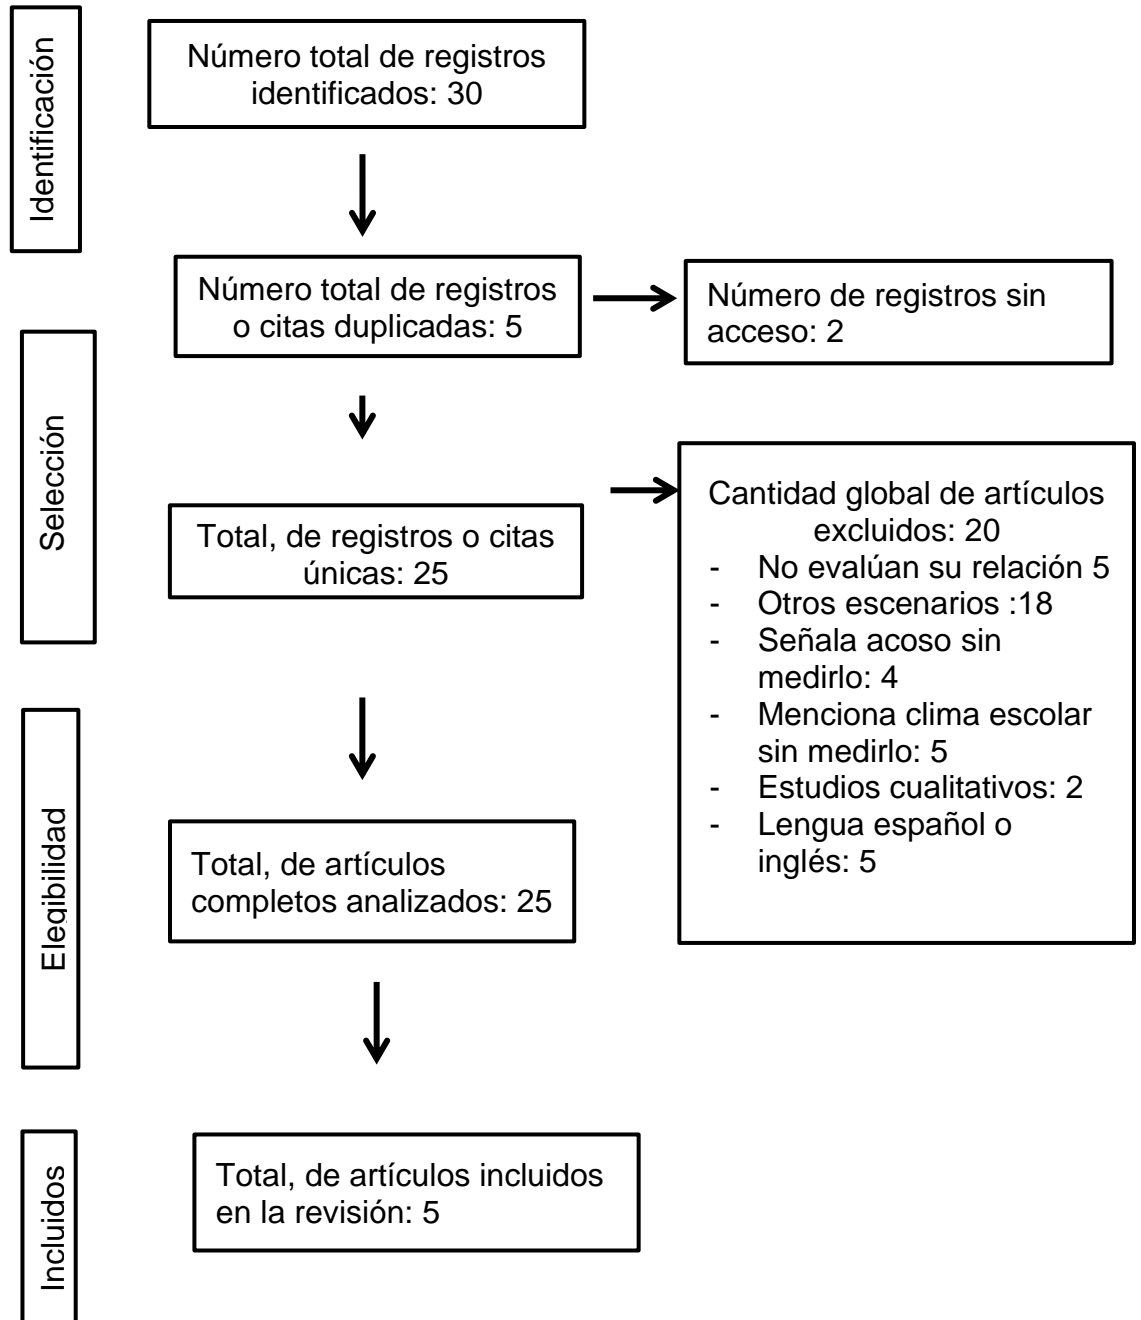 Identificación
Número total de registros
identificados: 30
Número total de registros
o citas duplicadas: 5
Número de registros sin
acceso: 2
Selección
Total, de registros o citas
únicas: 25
Cantidad global de artículos
excluidos: 20
- No evalúan su relación 5
- Otros escenarios :18
- Señala acoso sin
medirlo: 4
- Menciona clima escolar
sin medirlo: 5
- Estudios cualitativos: 2
- Lengua español o
inglés: 5
Elegibilidad
Total, de artículos
completos analizados: 25
Incluidos
Total, de artículos incluidos
en la revisión: 5